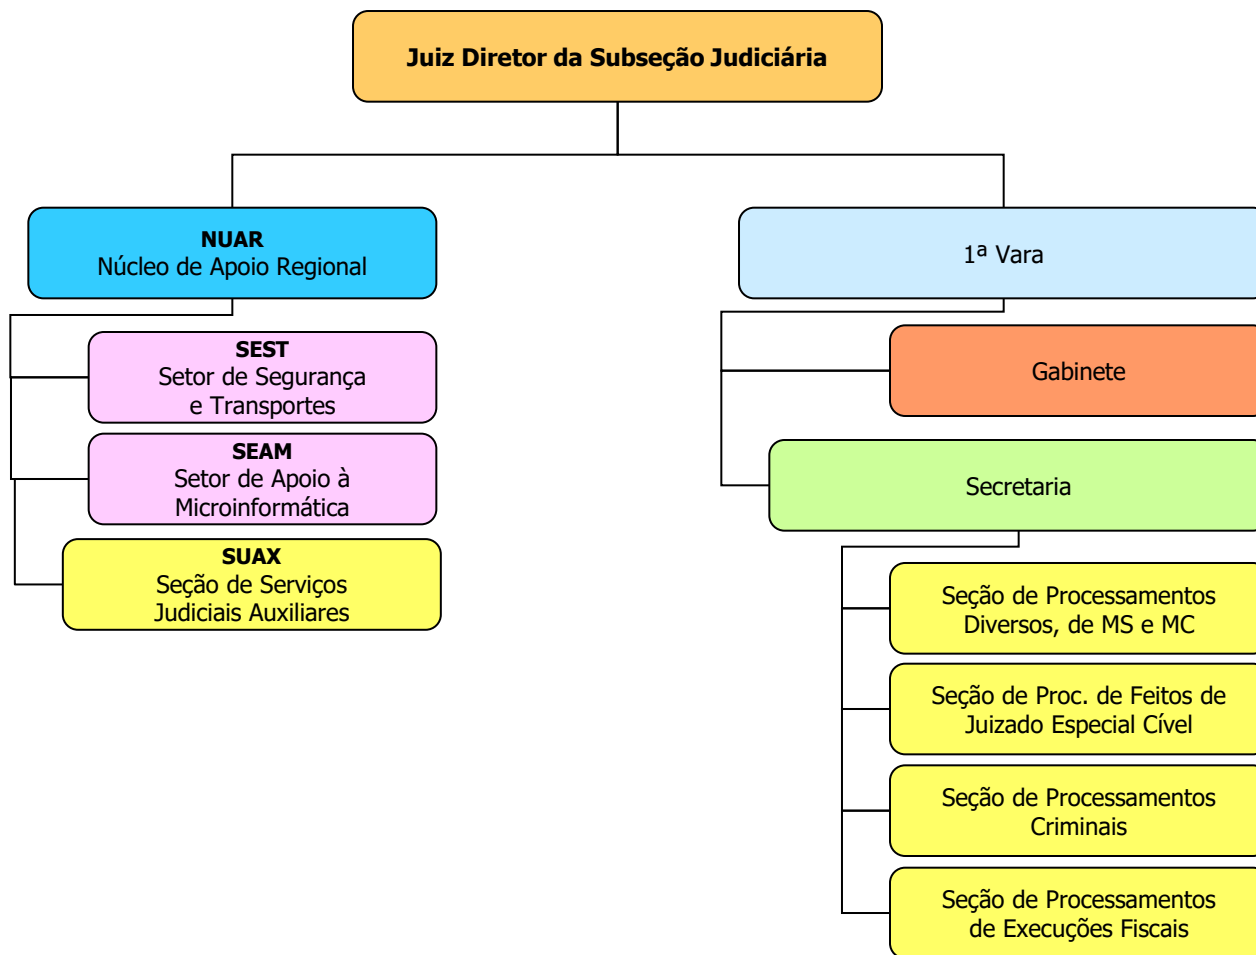 Juiz Diretor da Subseção Judiciária
NUAR
Núcleo de Apoio Regional
SEST
Setor de Segurança
e Transportes
SEAM
Setor de Apoio à
Microinformática
SUAX
Seção de Serviços
Judiciais Auxiliares
1ª Vara
Gabinete
Secretaria
Seção de Processamentos
Diversos, de MS e MC
Seção de Proc. de Feitos de
Juizado Especial Cível
Seção de Processamentos
Criminais
Seção de Processamentos
de Execuções Fiscais